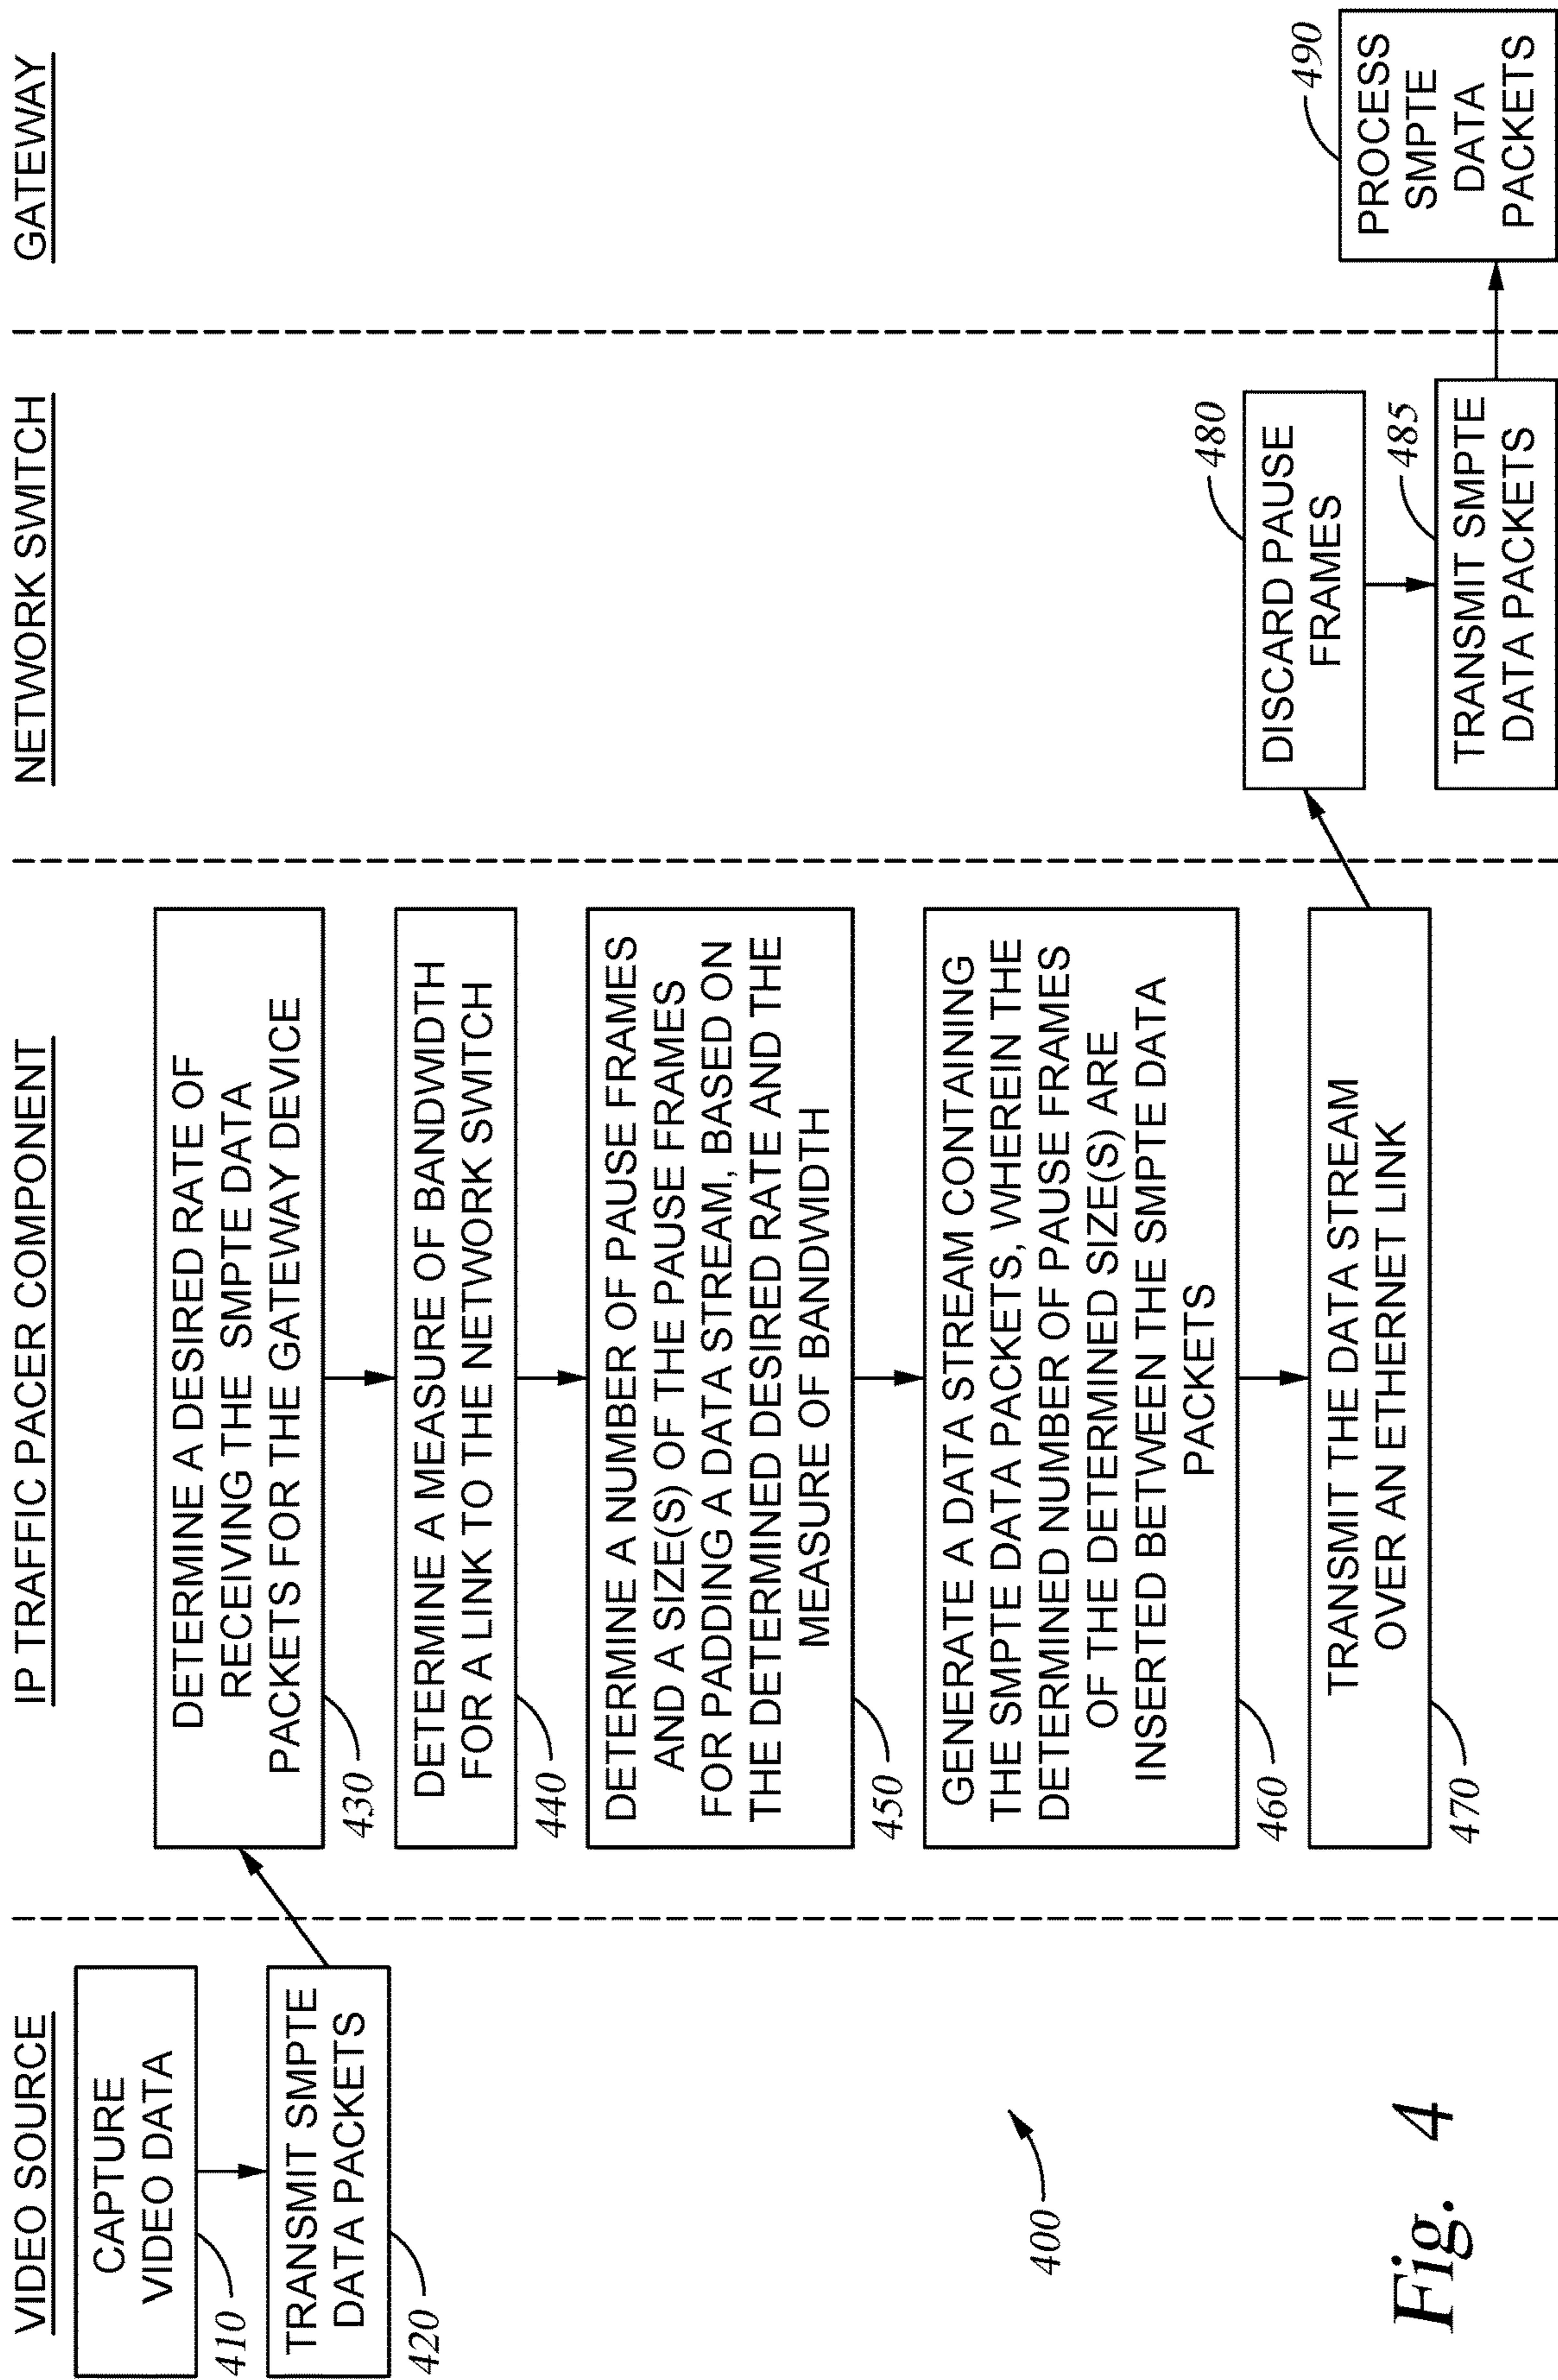 VIDEO SOURCE
CAPTURE
VIDEO DATA
410
TRANSMIT SMPTE
DATA PACKETS
420
IP TRAFFIC PACER COMPONENT
DETERMINE A DESIRED RATE OF
RECEIVING THE SMPTE DATA
PACKETS FOR THE GATEWAY DEVICE
430
DETERMINE A MEASURE OF BANDWIDTH
FOR A LINK TO THE NETWORK SWITCH
440
DETERMINE A NUMBER OF PAUSE FRAMES
AND A SIZE(S) OF THE PAUSE FRAMES
FOR PADDING A DATA STREAM, BASED ON
THE DETERMINED DESIRED RATE AND THE
MEASURE OF BANDWIDTH
450
GENERATE A DATA STREAM CONTAINING
THE SMPTE DATA PACKETS, WHEREIN THE
DETERMINED NUMBER OF PAUSE FRAMES
OF THE DETERMINED SIZE(S) ARE
INSERTED BETWEEN THE SMPTE DATA
PACKETS
460
TRANSMIT THE DATA STREAM
OVER AN ETHERNET LINK
470
NETWORK SWITCH
DISCARD PAUSE
FRAMES
480
TRANSMIT SMPTE
DATA PACKETS
485
GATEWAY
PROCESS
SMPTE
DATA
PACKETS
490
400
Fig. 4